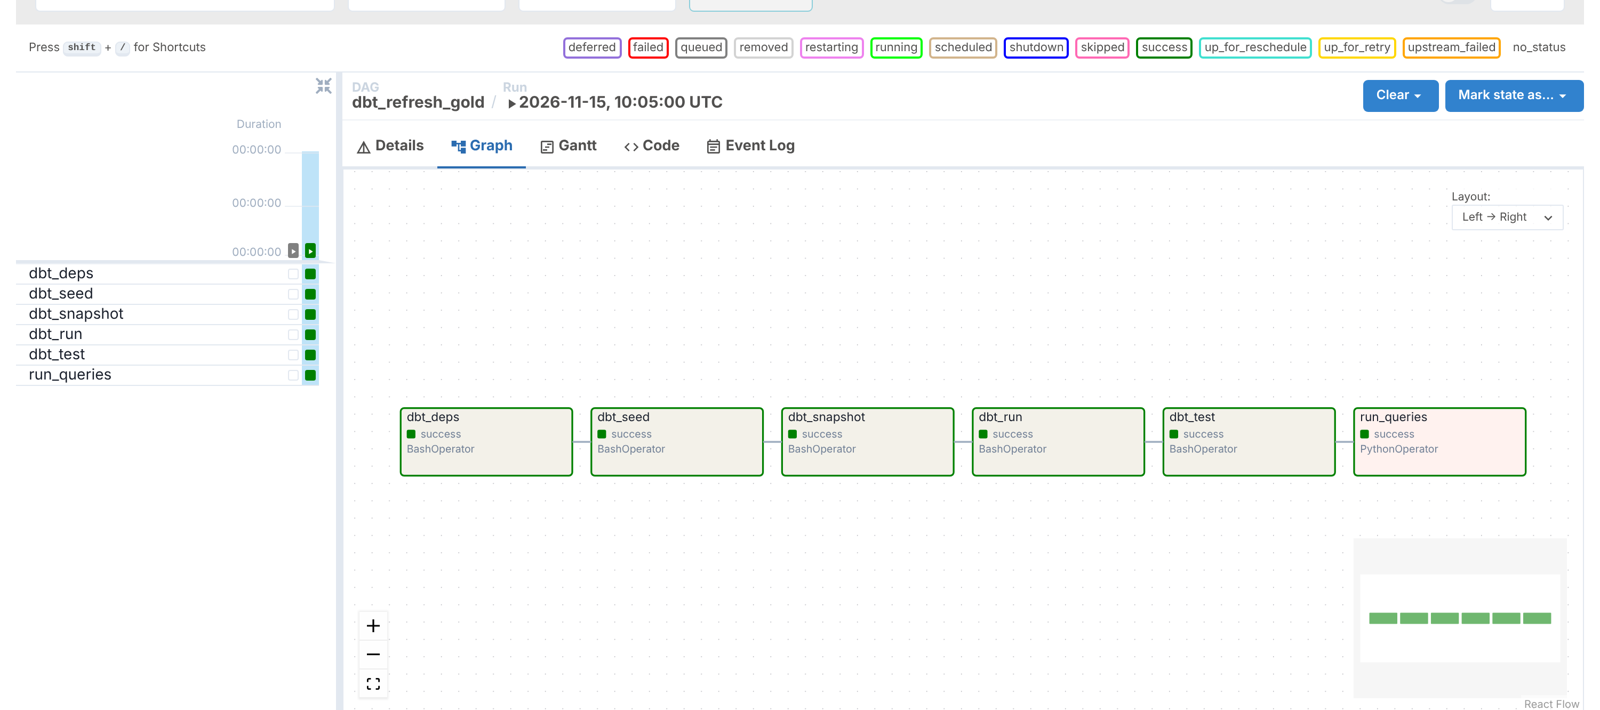 Press shift + / for Shortcuts
deferred failed queued removed restarting running scheduled shutdown skipped success up_for_reschedule up_for_retry upstream_failed no_status
DAG
dbt_refresh_gold
/
Run
2026-11-15, 10:05:00 UTC
Clear
Mark state as...
Details
Graph
Gantt
Code
Event Log
Duration
00:00:00
00:00:00
00:00:00
dbt_deps
dbt_seed
dbt_snapshot
dbt_run
dbt_test
run_queries
Layout:
Left → Right
dbt_deps
success
BashOperator
dbt_seed
success
BashOperator
dbt_snapshot
success
BashOperator
dbt_run
success
BashOperator
dbt_test
success
BashOperator
run_queries
success
PythonOperator
React Flow